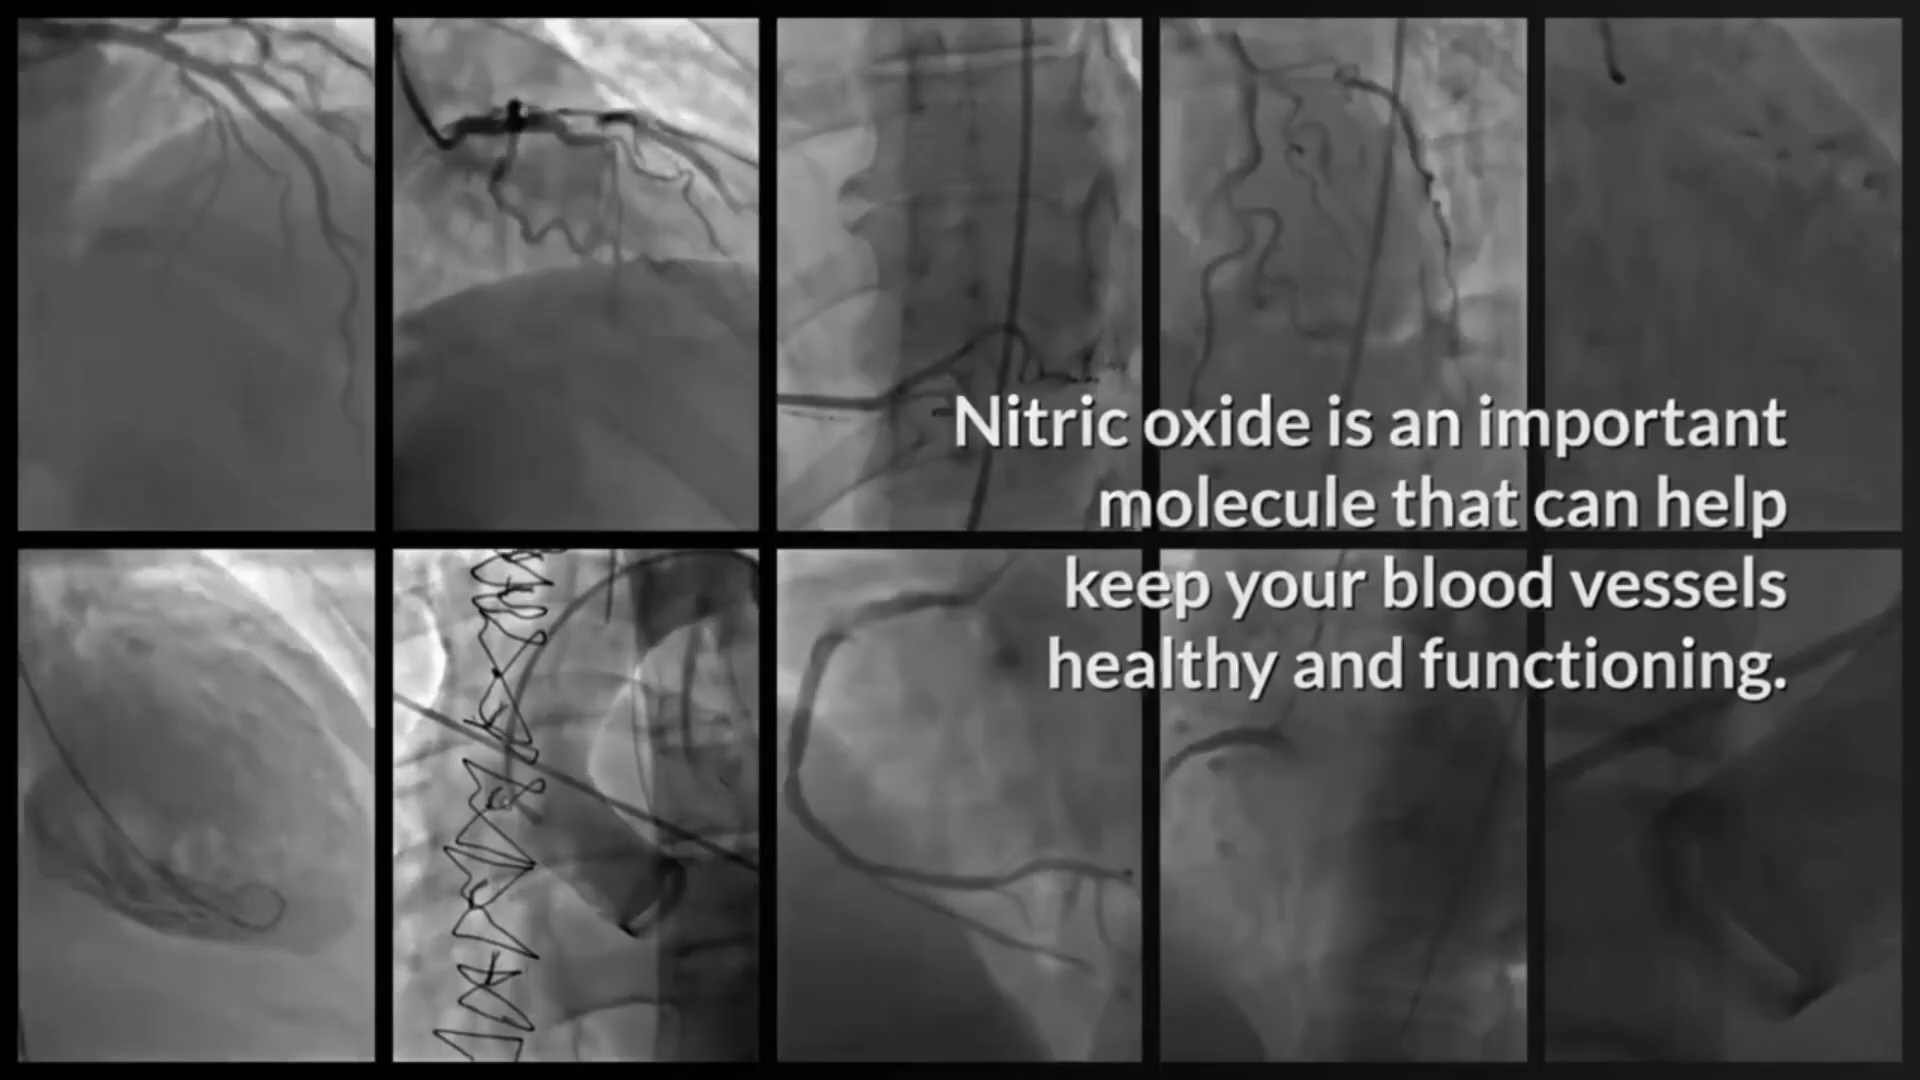 Nitric oxide is an important
molecule that can help
keep your blood vessels
healthy and functioning.